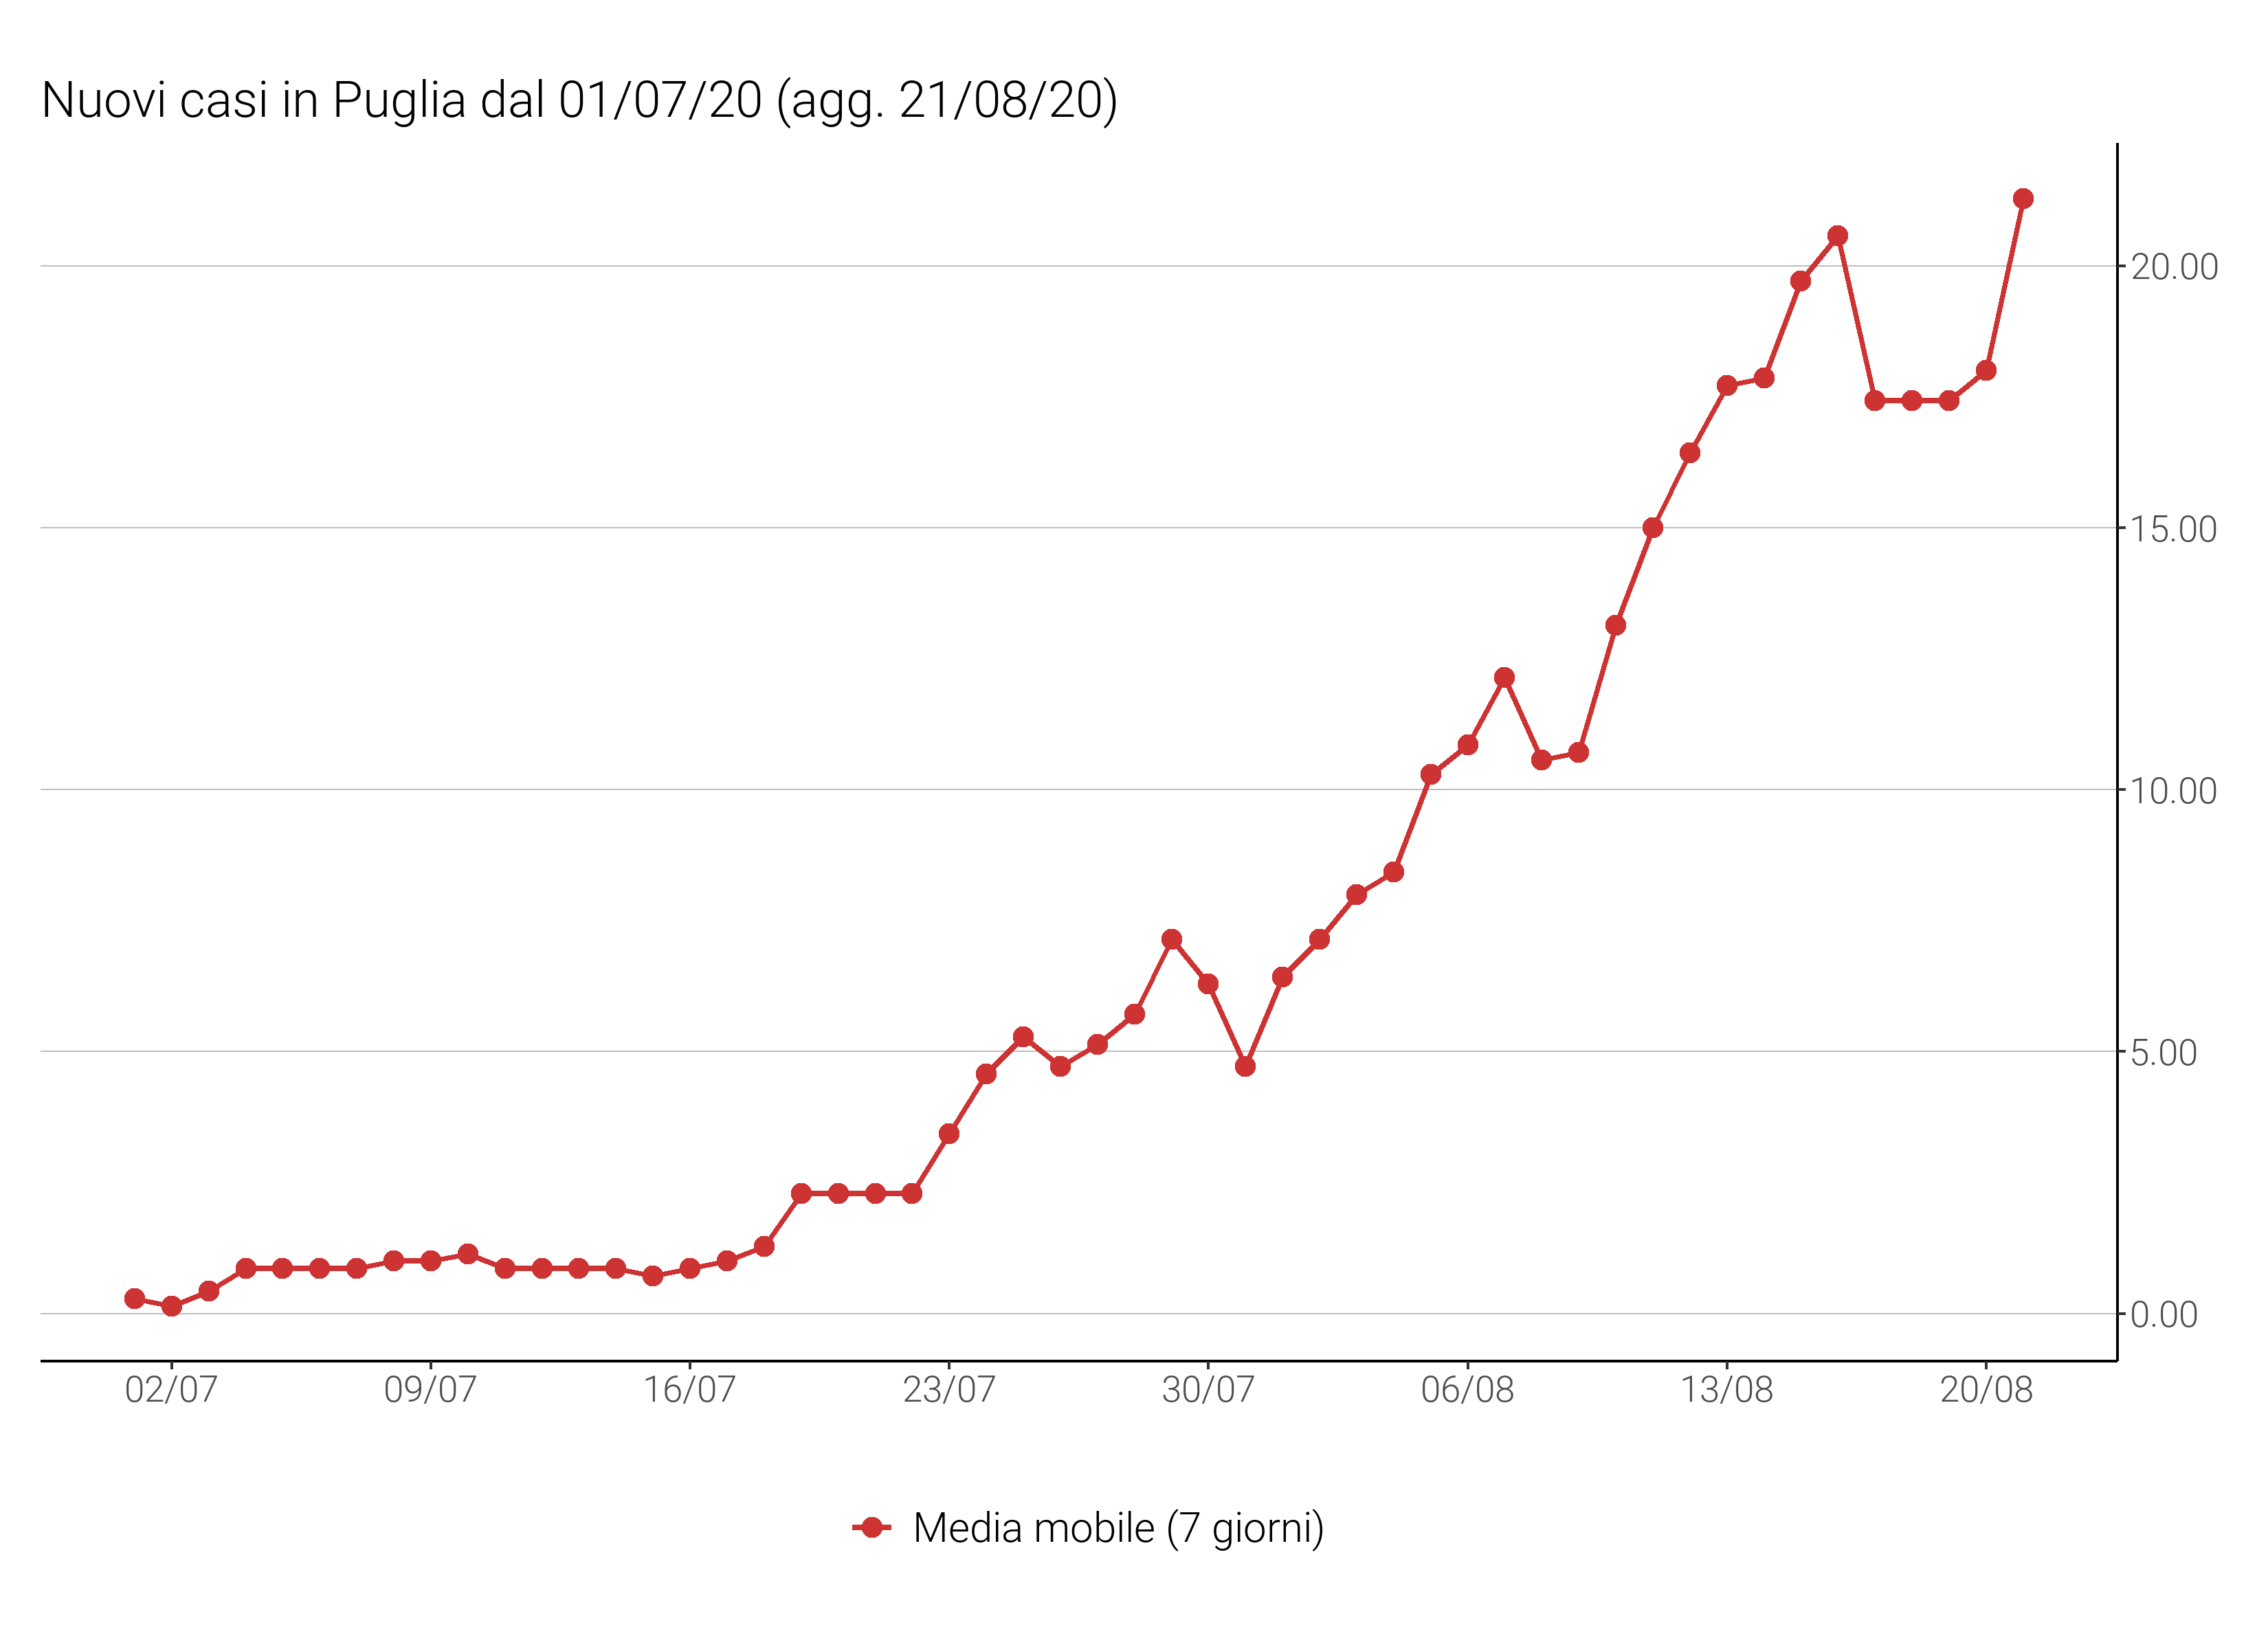 Nuovi casi in Puglia dal 01/07/20 (agg. 21/08/20)
20.00
15.00
10.00
5.00
0.00
02/07 09/07 16/07 23/07 30/07 06/08 13/08 20/08
Media mobile (7 giorni)